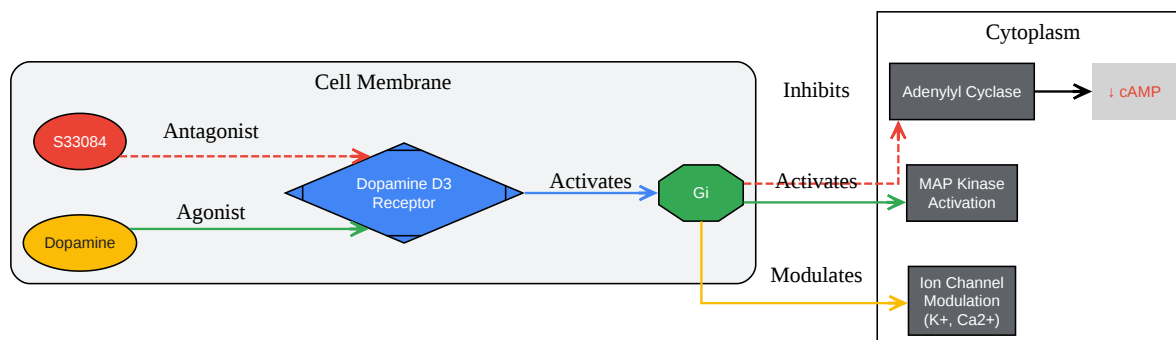 Cytoplasm
Cell Membrane
Inhibits
Adenylyl Cyclase
↓ cAMP
S33084
Antagonist
Dopamine D3
Receptor
Activates
Gi
Activates
MAP Kinase
Activation
Agonist
Dopamine
Modulates
Ion Channel
Modulation
(K+, Ca2+)